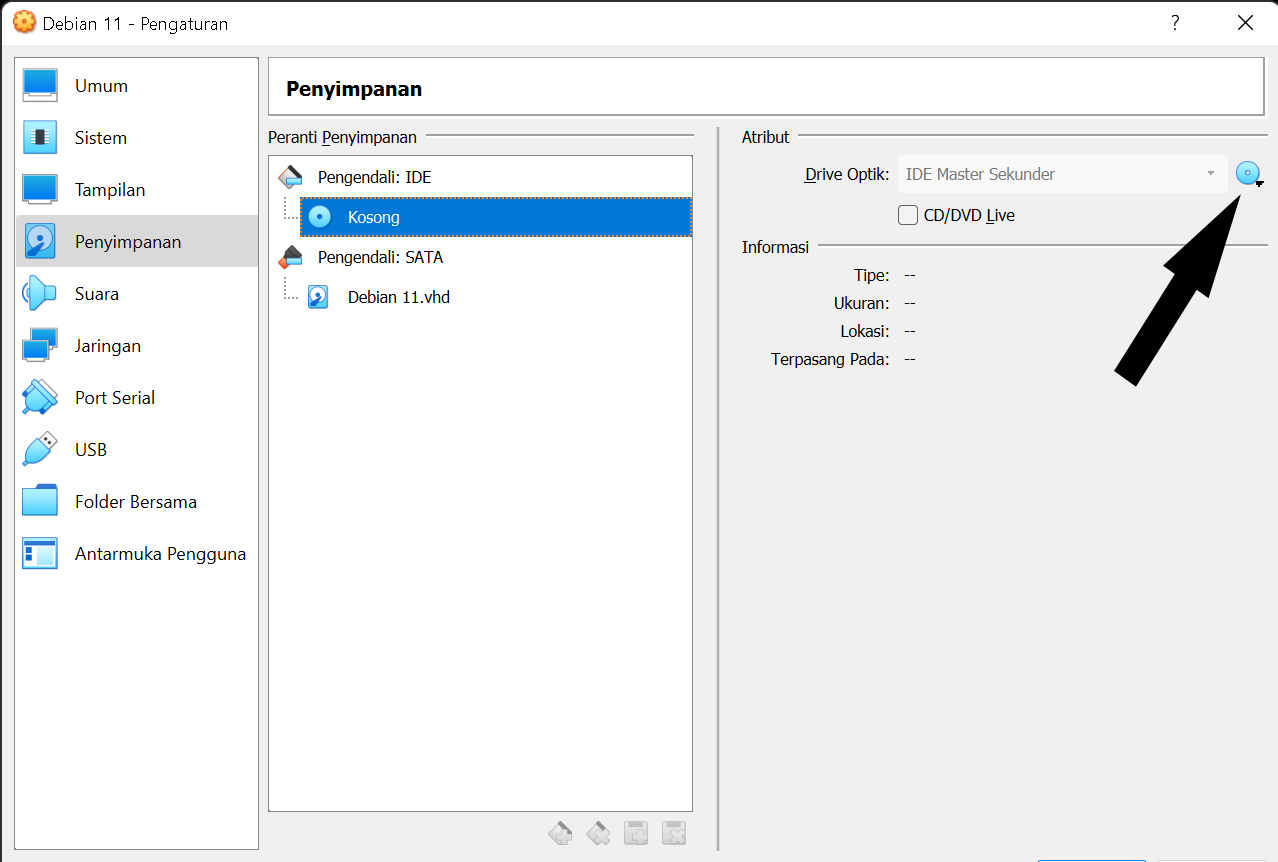 Debian 11 - Pengaturan
?
Umum
Sistem
Tampilan
Penyimpanan
Suara
Jaringan
Port Serial
USB
Folder Bersama
Antarmuka Pengguna
Penyimpanan
Peranti Penyimpanan
Pengendali: IDE
Kosong
Pengendali: SATA
Debian 11.vhd
Atribut
Drive Optik: IDE Master Sekunder
CD/DVD Live
Informasi
Tipe: --
Ukuran: --
Lokasi: --
Terpasang Pada: --